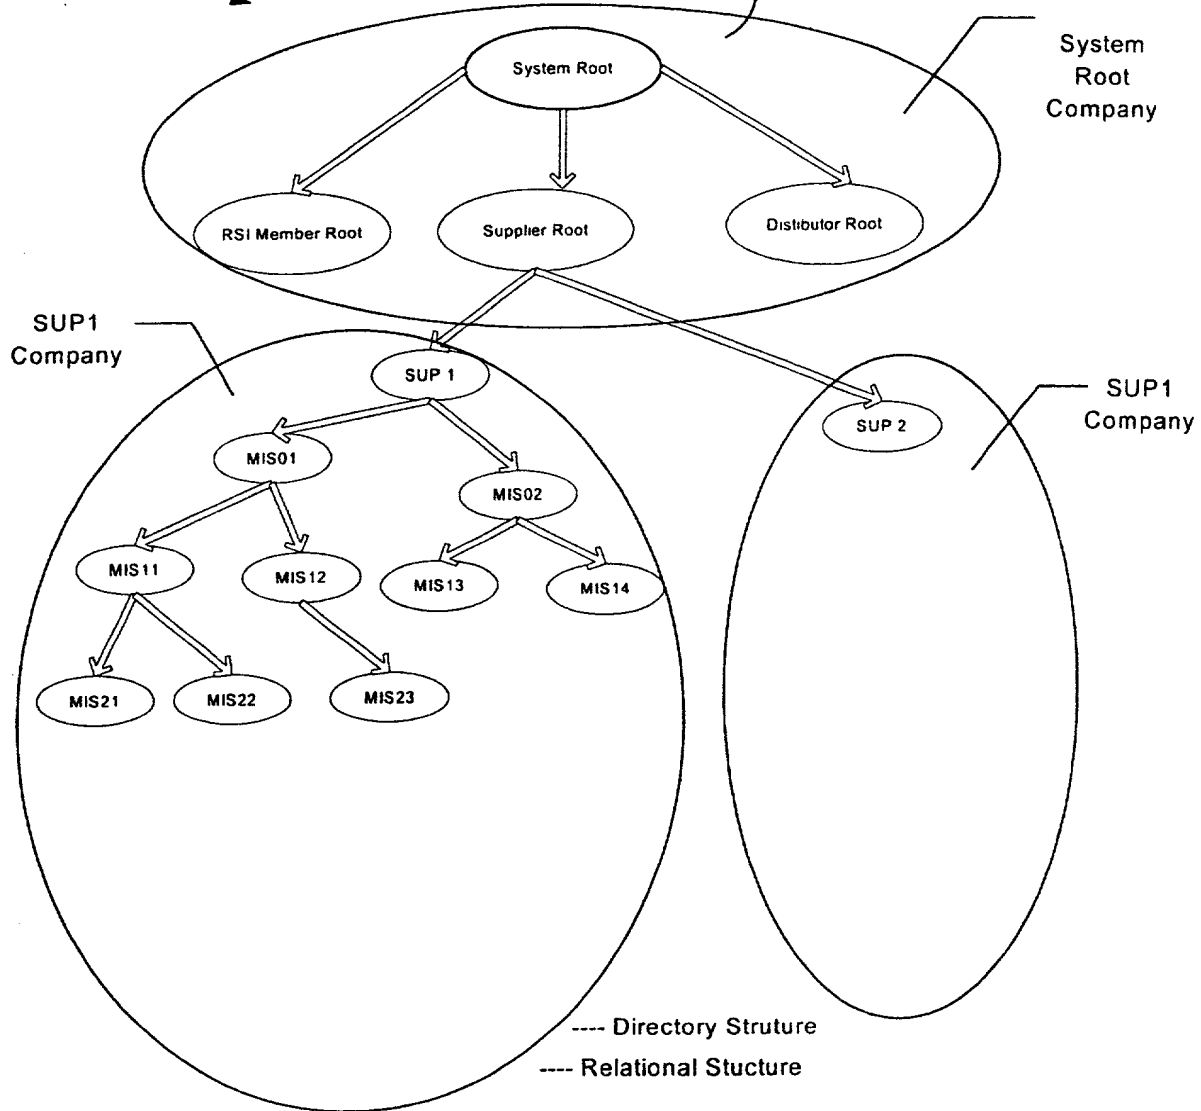 System Root
System
Root
Company
RSI Member Root
Supplier Root
Distibutor Root
SUP1
Company
SUP 1
SUP1
Company
SUP 2
MIS01
MIS02
MIS11
MIS12
MIS13
MIS14
MIS21
MIS22
MIS23
---- Directory Struture
---- Relational Stucture